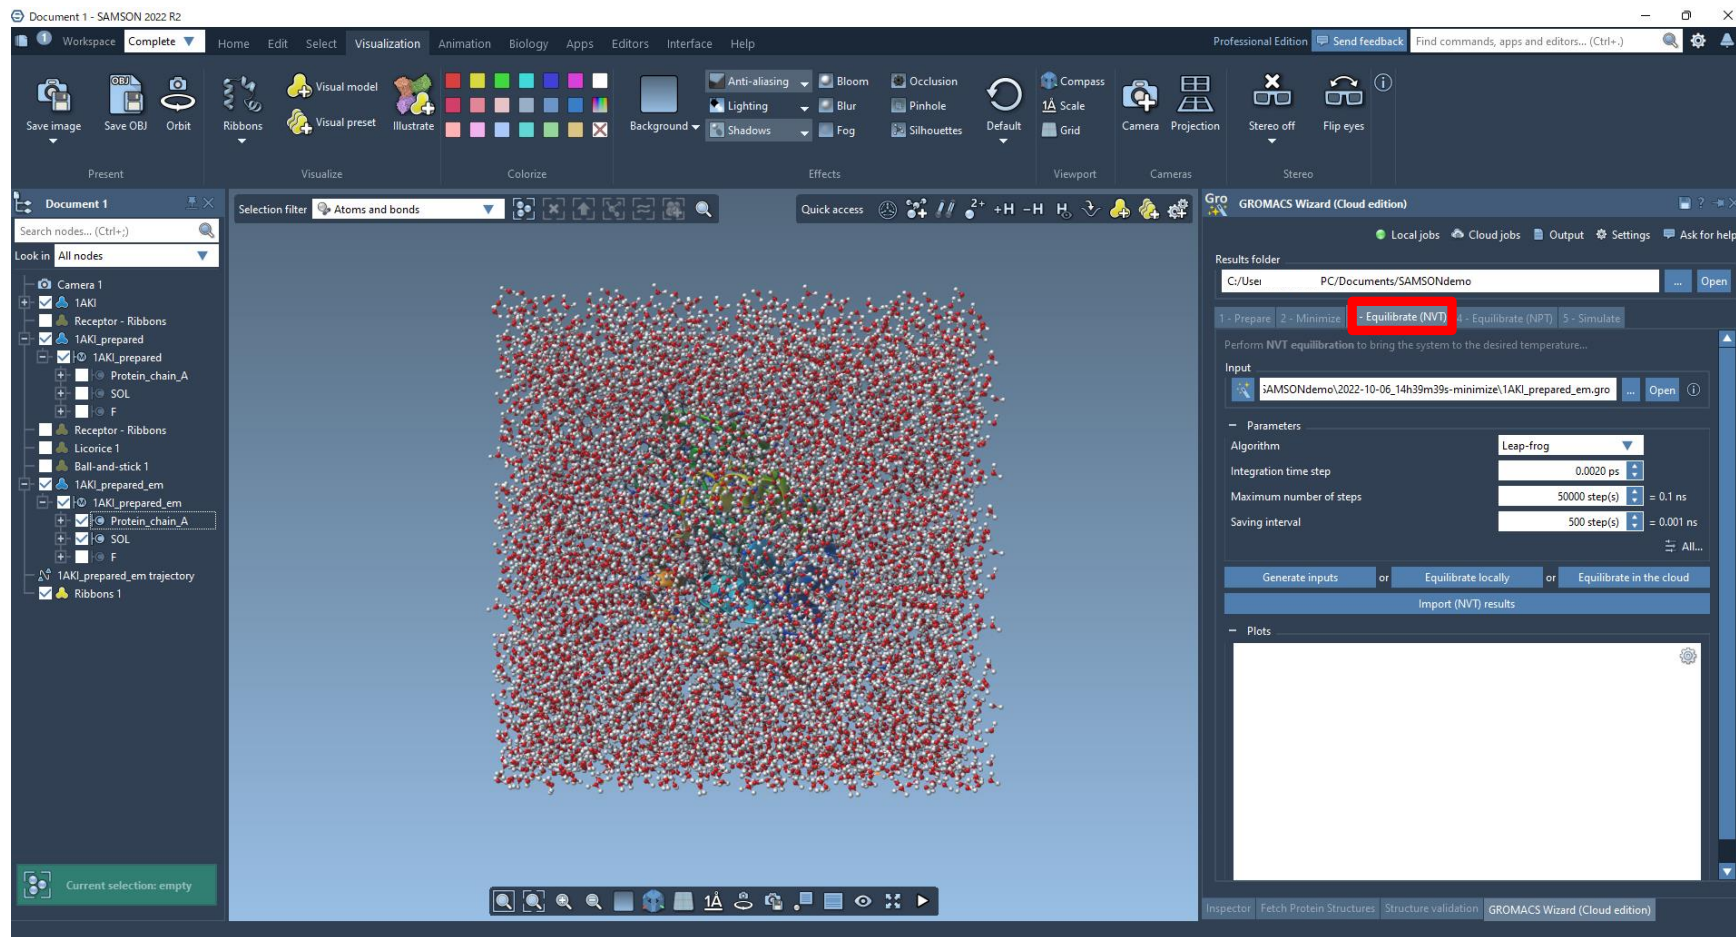 Document 1 - SAMSON 2022 R2
1 Workspace Complete Home Edit Select Visualization Animation Biology Apps Editors Interface Help Professional Edition Send feedback Find commands, apps and editors... (Ctrl+.)
OBJ Visual model Anti-aliasing Bloom Occlusion Compass
Lighting Blur Pinhole 1Å Scale
Save image Save OBJ Orbit Ribbons Visual preset Illustrate Background Shadows Fog Silhouettes Default Grid Camera Projection Stereo off Flip eyes
Present Visualize Colorize Effects Viewport Cameras Stereo
Document 1
Search nodes... (Ctrl+;)
Look in All nodes
Camera 1
1AKI
Receptor - Ribbons
1AKI_prepared
1AKI_prepared
Protein_chain_A
SOL
F
Receptor - Ribbons
Licorice 1
Ball-and-stick 1
1AKI_prepared_em
1AKI_prepared_em
Protein_chain_A
SOL
F
1AKI_prepared_em trajectory
Ribbons 1
Current selection: empty
Selection filter Atoms and bonds
Quick access 2+ +H -H H
1Å
Gro GROMACS Wizard (Cloud edition)
Local jobs Cloud jobs Output Settings Ask for help
Results folder
C:/User PC/Documents/SAMSONdemo ... Open
1 - Prepare 2 - Minimize - Equilibrate (NVT) 4 - Equilibrate (NPT) 5 - Simulate
Perform NVT equilibration to bring the system to the desired temperature...
Input
SAMSONdemo\2022-10-06_14h39m39s-minimize\1AKI_prepared_em.gro ... Open
Parameters
Algorithm Leap-frog
Integration time step 0.0020 ps
Maximum number of steps 50000 step(s) = 0.1 ns
Saving interval 500 step(s) = 0.001 ns
All...
Generate inputs or Equilibrate locally or Equilibrate in the cloud
Import (NVT) results
Plots
Inspector Fetch Protein Structures Structure validation GROMACS Wizard (Cloud edition)